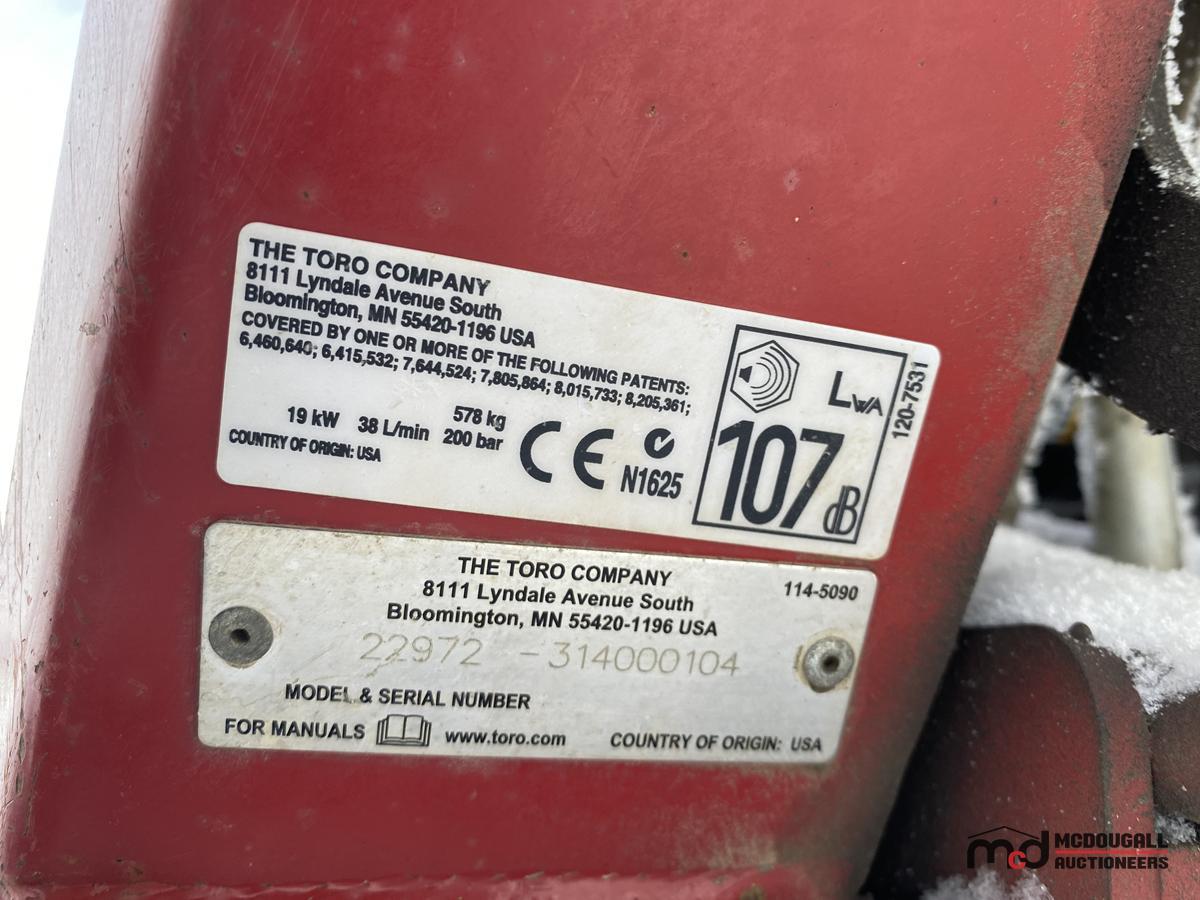 THE TORO COMPANY
8111 Lyndale Avenue South
Bloomington, MN 55420-1196 USA
COVERED BY ONE OR MORE OF THE FOLLOWING PATENTS:
6,460,640; 6,415,532; 7,644,524; 7,805,864; 8,015,733; 8,205,361;
19 kW 38 L/min 578 kg
200 bar
COUNTRY OF ORIGIN: USA
CE
N1625
LWA
107 dB
120-7531
THE TORO COMPANY
114-5090
8111 Lyndale Avenue South
Bloomington, MN 55420-1196 USA
22972 -314000104
MODEL & SERIAL NUMBER
FOR MANUALS www.toro.com
COUNTRY OF ORIGIN: USA
mcd MCDOUGALL
AUCTIONEERS